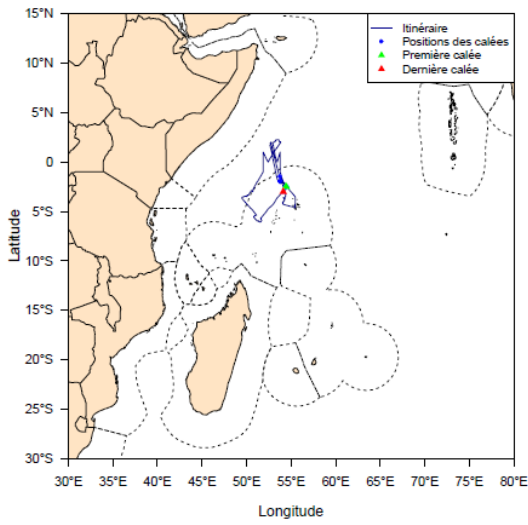 15°N
10°N
5°N
0
5°S
10°S
15°S
20°S
25°S
30°S
Latitude
Itinéraire
Positions des calées
Première calée
Dernière calée
30°E 35°E 40°E 45°E 50°E 55°E 60°E 65°E 70°E 75°E 80°E
Longitude